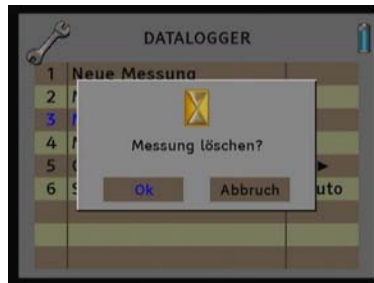 DATALOGGER
1 Neue Messung
2
3
4
5
6 uto
Messung löschen?
Ok Abbruch